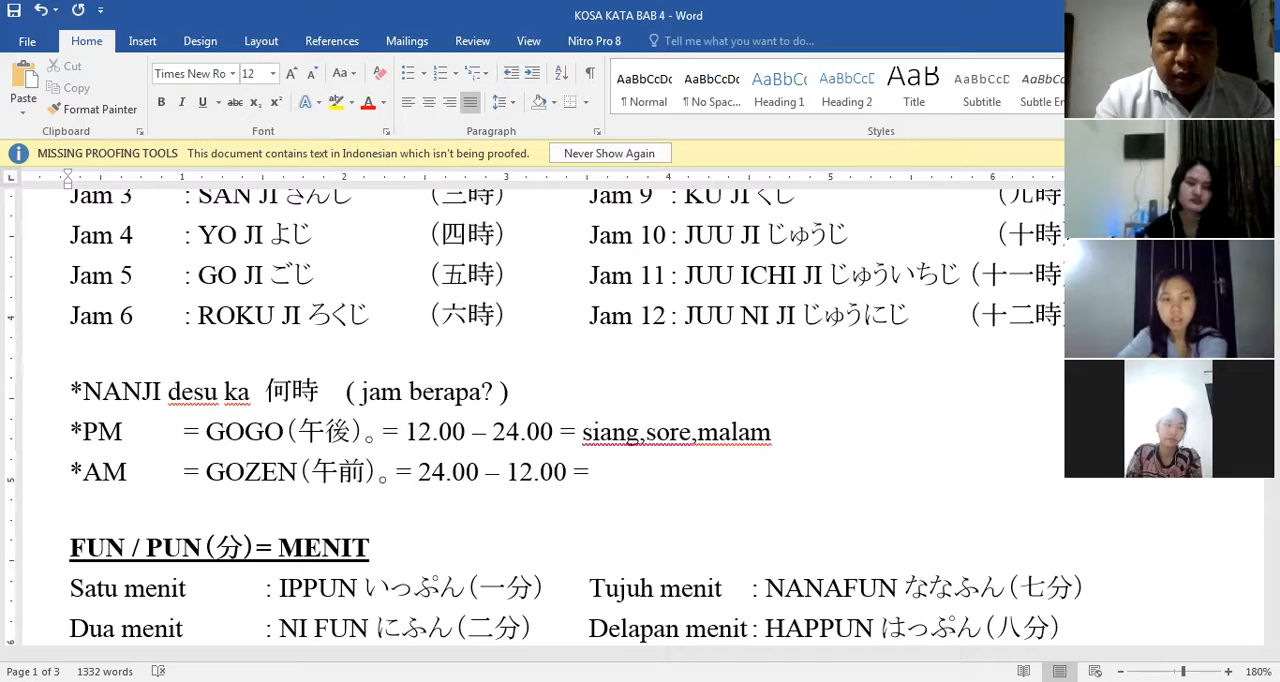 KOSA KATA BAB 4 - Word
File Home Insert Design Layout References Mailings Review View Nitro Pro 8 Tell me what you want to do...
Paste Cut Copy Format Painter
Times New Ro 12
¶ Normal ¶ No Spac... Heading 1 Heading 2 Title Subtitle Subtle Em
Clipboard Font Paragraph Styles
MISSING PROOFING TOOLS This document contains text in Indonesian which isn't being proofed. Never Show Again
Jam 3 : SAN JI さんじ （三時） Jam 9 : KU JI くじ （九時）
Jam 4 : YO JI よじ （四時） Jam 10 : JUU JI じゅうじ （十時）
Jam 5 : GO JI ごじ （五時） Jam 11 : JUU ICHI JI じゅういちじ （十一時）
Jam 6 : ROKU JI ろくじ （六時） Jam 12 : JUU NI JI じゅうにじ （十二時）
*NANJI desu ka 何時 ( jam berapa? )
*PM = GOGO（午後）。= 12.00 – 24.00 = siang,sore,malam
*AM = GOZEN（午前）。= 24.00 – 12.00 =
FUN / PUN（分）= MENIT
Satu menit : IPPUN いっぷん（一分） Tujuh menit : NANAFUN ななふん（七分）
Dua menit : NI FUN にふん（二分） Delapan menit : HAPPUN はっぷん（八分）
Page 1 of 3 1332 words 180%